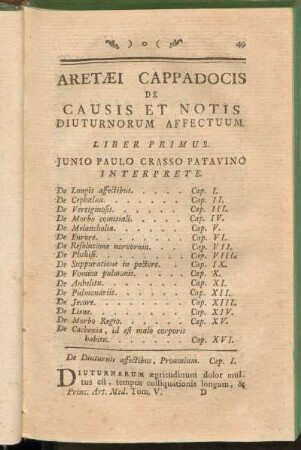 ) o ( 49
ARETÆI CAPPADOCIS
DE
CAUSIS ET NOTIS
DIUTURNORUM AFFECTUUM.
LIBER PRIMUS.
JUNIO PAULO CRASSO PATAVINO
INTERPRETE.
De Longis affectibus. . . . . . Cap. I.
De Cephalæa. . . . . . Cap. II.
De Vertiginosis. . . . . . Cap. III.
De Morbo comitiali. . . . . Cap. IV.
De Melancholia. . . . . . Cap. V.
De Furore. . . . . . Cap. VI.
De Resolutione nervorum. . . . Cap. VII.
De Phthisi. . . . . . Cap. VIII.
De Suppuratione in pectore. . . Cap. IX.
De Vomica pulmonis. . . . . Cap. X.
De Anhelitu. . . . . . Cap. XI.
De Pulmonariis. . . . . . Cap. XII.
De Jecore. . . . . . Cap. XIII.
De Liene. . . . . . Cap. XIV.
De Morbo Regio. . . . . . Cap. XV.
De Cachexia, id est malo corporis
habitu. . . . . . Cap. XVI.
De Diuturnis affectibus, Proœmium. Cap. I.
DIUTURNARUM ægritudinum dolor mul-
tus est, tempus colliquationis longum, &
Princ. Art. Med. Tom. V. D